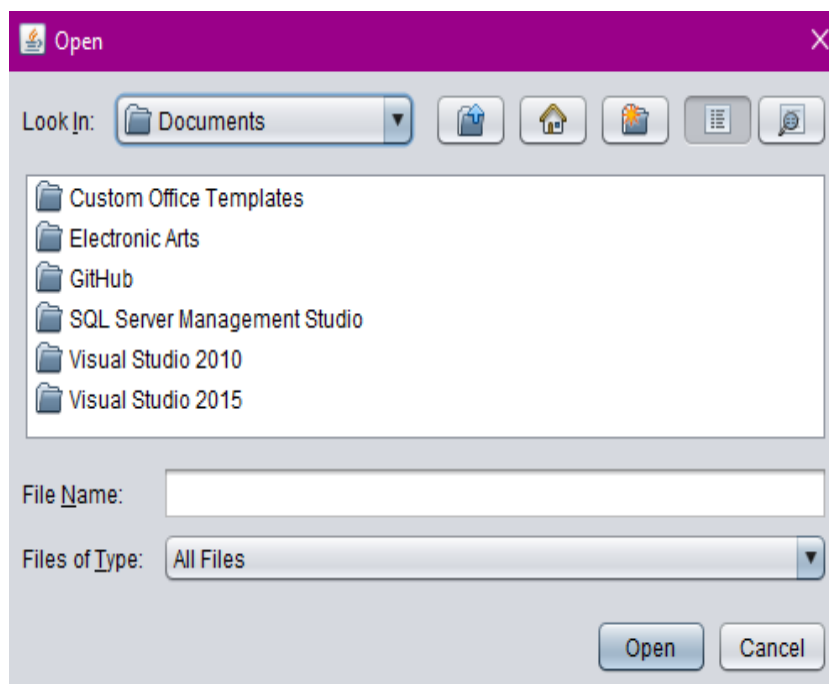 Open
Look In: Documents
Custom Office Templates
Electronic Arts
GitHub
SQL Server Management Studio
Visual Studio 2010
Visual Studio 2015
File Name:
Files of Type: All Files
Open Cancel